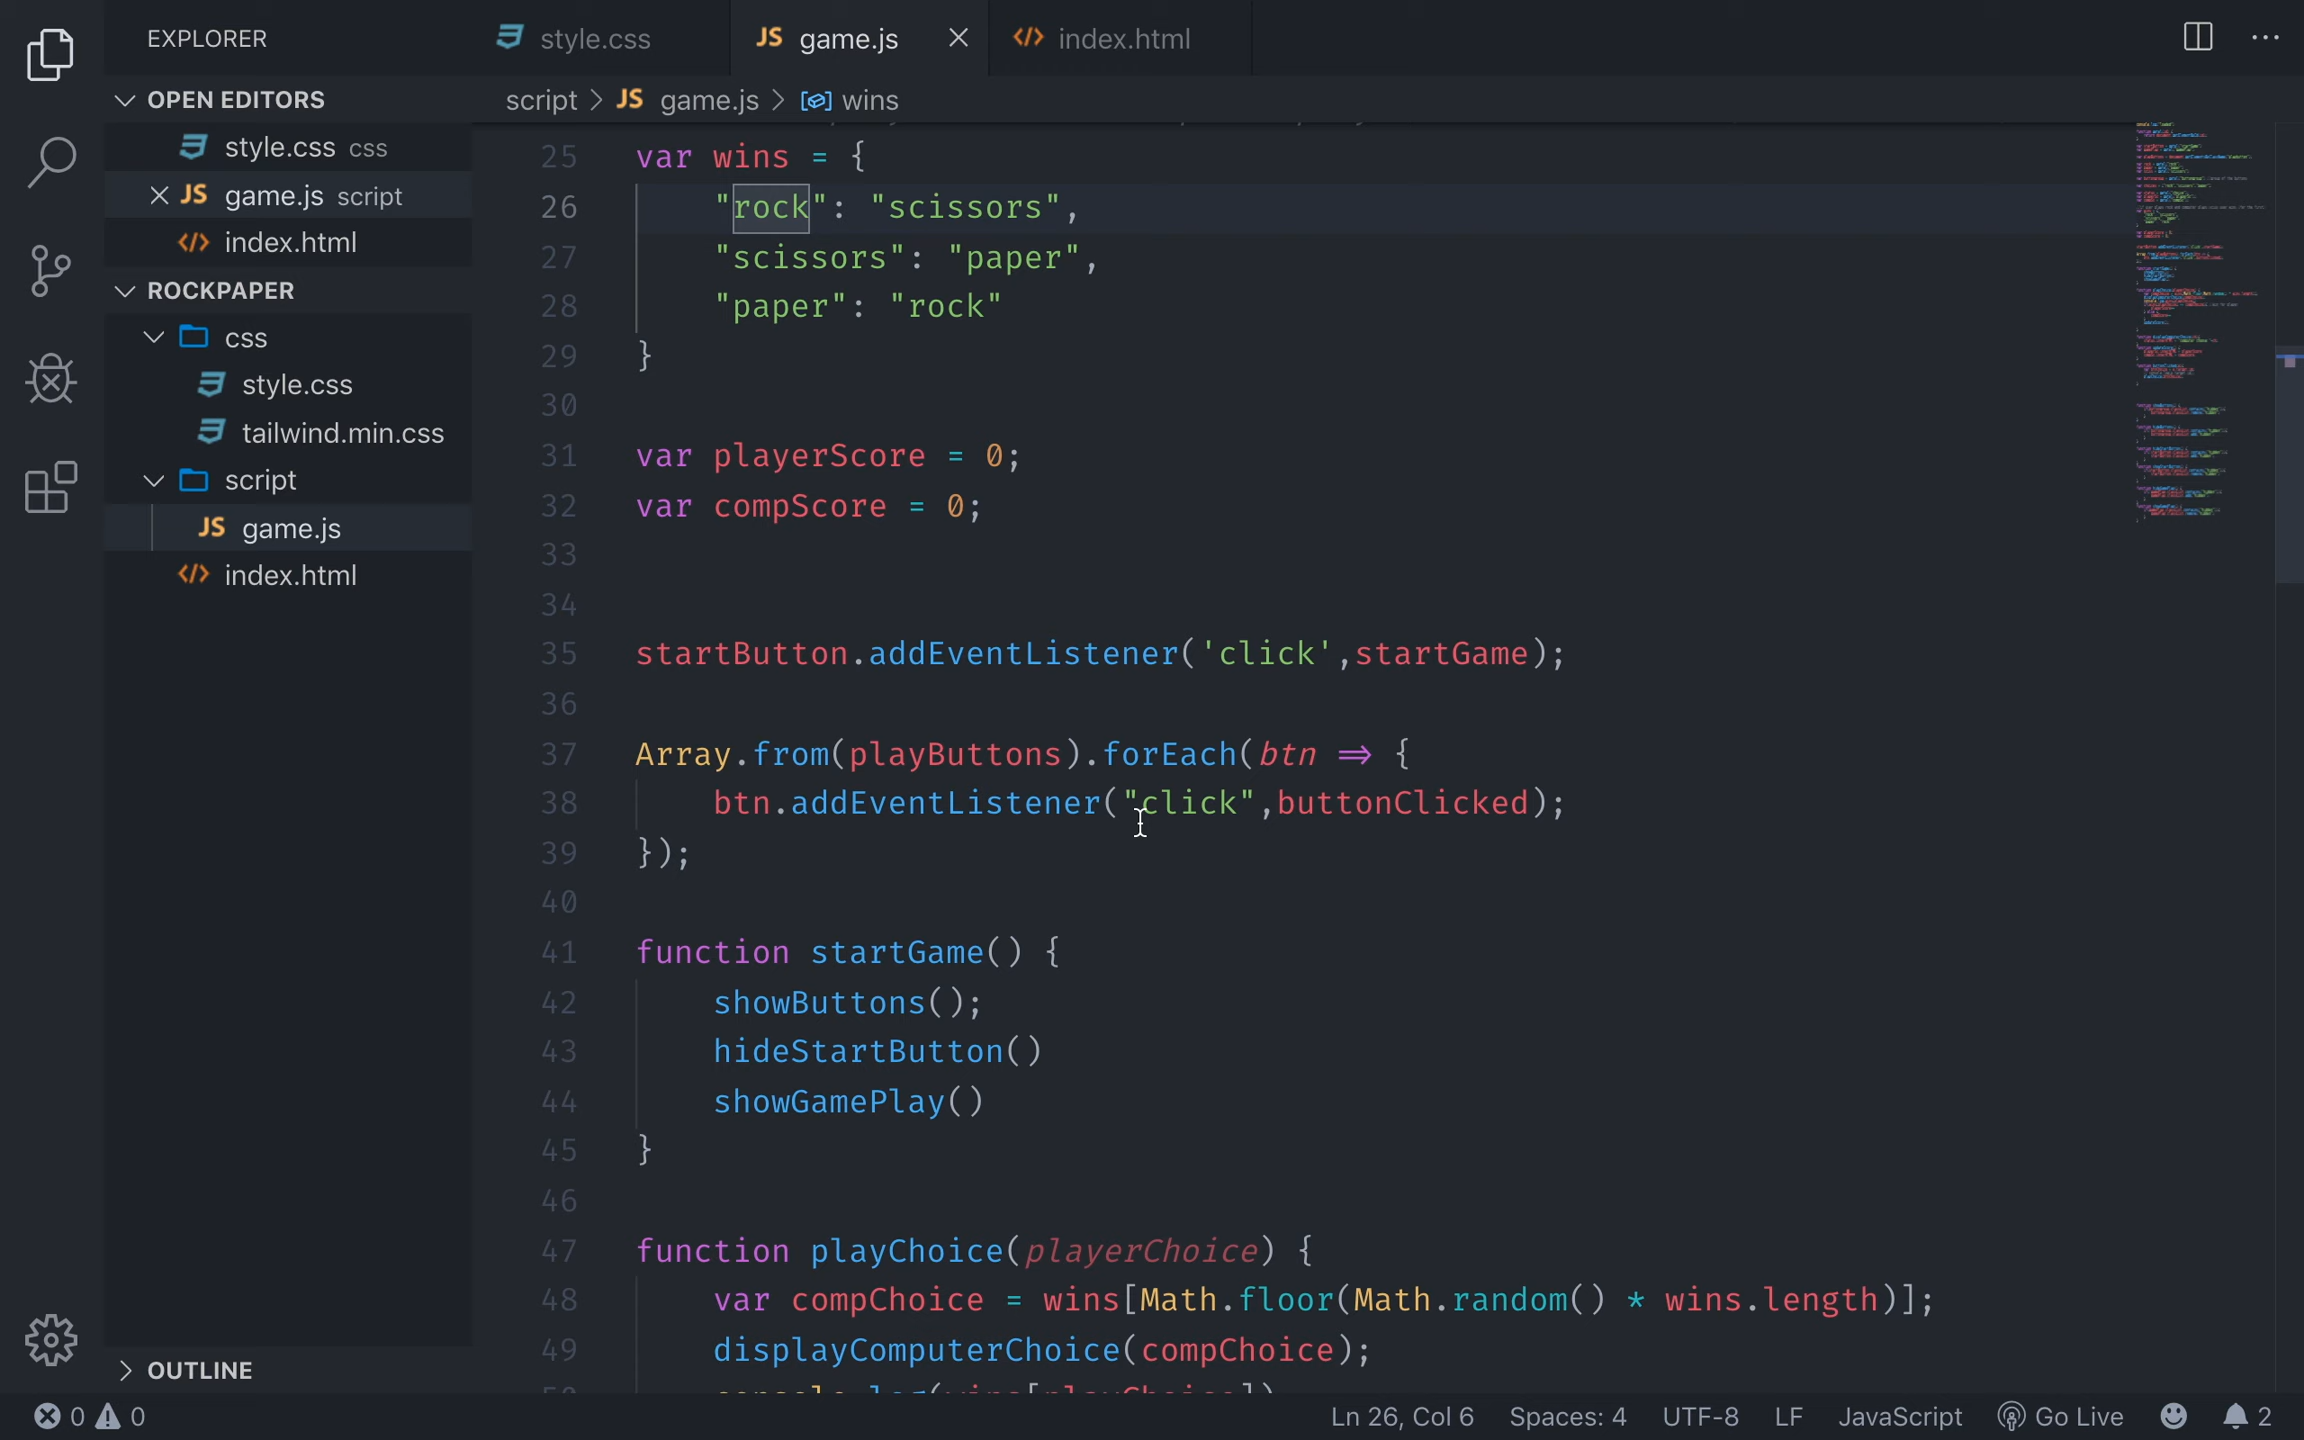 EXPLORER
style.css
JS game.js
index.html
OPEN EDITORS
style.css css
JS game.js script
index.html
ROCKPAPER
css
style.css
tailwind.min.css
script
JS game.js
index.html
OUTLINE
script > JS game.js > wins
25 var wins = {
26 "rock": "scissors",
27 "scissors": "paper",
28 "paper": "rock"
29 }
30
31 var playerScore = 0;
32 var compScore = 0;
33
34
35 startButton.addEventListener('click',startGame);
36
37 Array.from(playButtons).forEach(btn => {
38 btn.addEventListener("click",buttonClicked);
39 });
40
41 function startGame() {
42 showButtons();
43 hideStartButton()
44 showGamePlay()
45 }
46
47 function playChoice(playerChoice) {
48 var compChoice = wins[Math.floor(Math.random() * wins.length)];
49 displayComputerChoice(compChoice);
0 0 Ln 26, Col 6 Spaces: 4 UTF-8 LF JavaScript Go Live 2